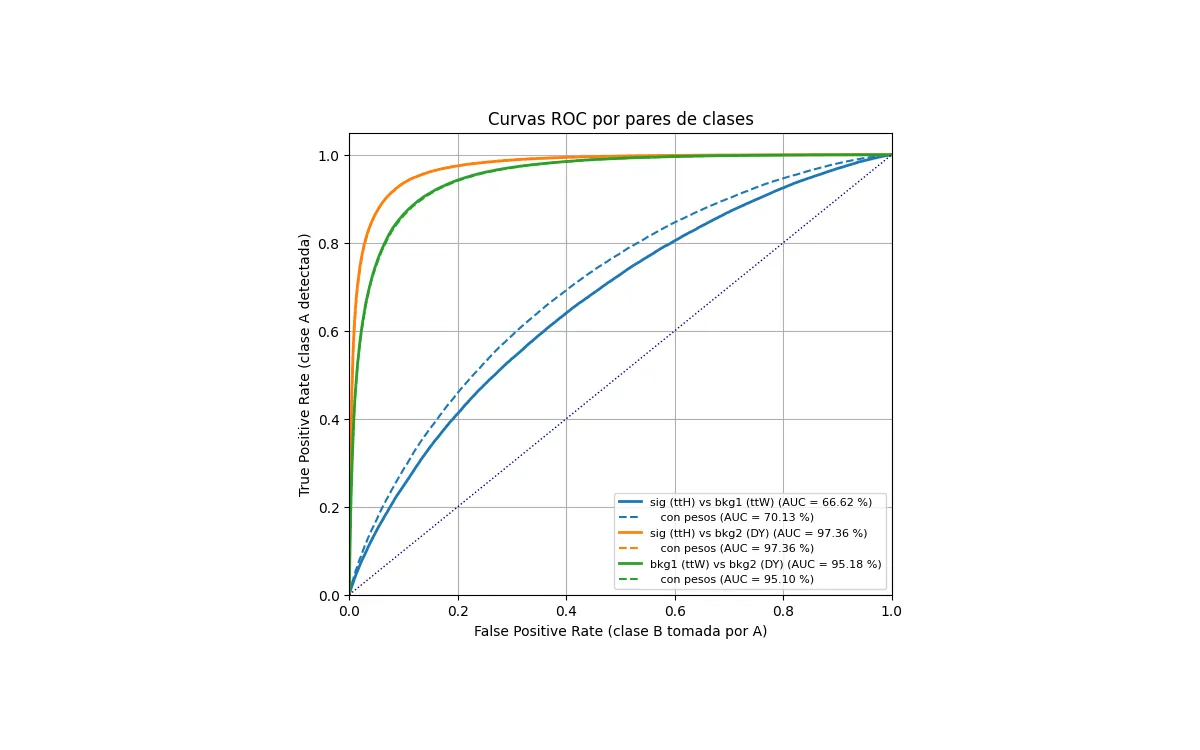 Curvas ROC por pares de clases
True Positive Rate (clase A detectada)
1.0
0.8
0.6
0.4
0.2
0.0
sig (ttH) vs bkg1 (ttW) (AUC = 66.62 %)
con pesos (AUC = 70.13 %)
sig (ttH) vs bkg2 (DY) (AUC = 97.36 %)
con pesos (AUC = 97.36 %)
bkg1 (ttW) vs bkg2 (DY) (AUC = 95.18 %)
con pesos (AUC = 95.10 %)
0.0 0.2 0.4 0.6 0.8 1.0
False Positive Rate (clase B tomada por A)